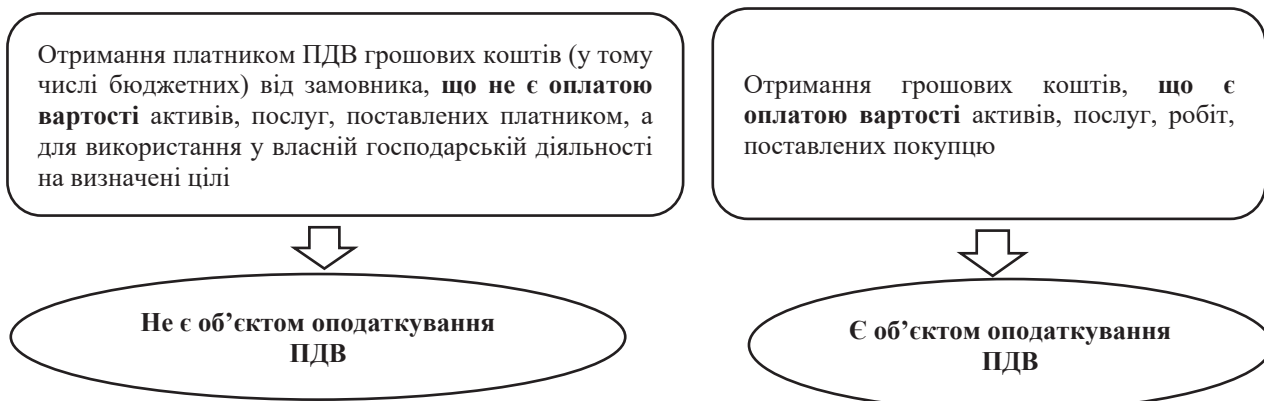 Отримання платником ПДВ грошових коштів (у тому
числі бюджетних) від замовника, що не є оплатою
вартості активів, послуг, поставлених платником, а
для використання у власній господарській діяльності
на визначені цілі
Отримання грошових коштів, що є
оплатою вартості активів, послуг, робіт,
поставлених покупцю
Не є об’єктом оподаткування
ПДВ
Є об’єктом оподаткування
ПДВ